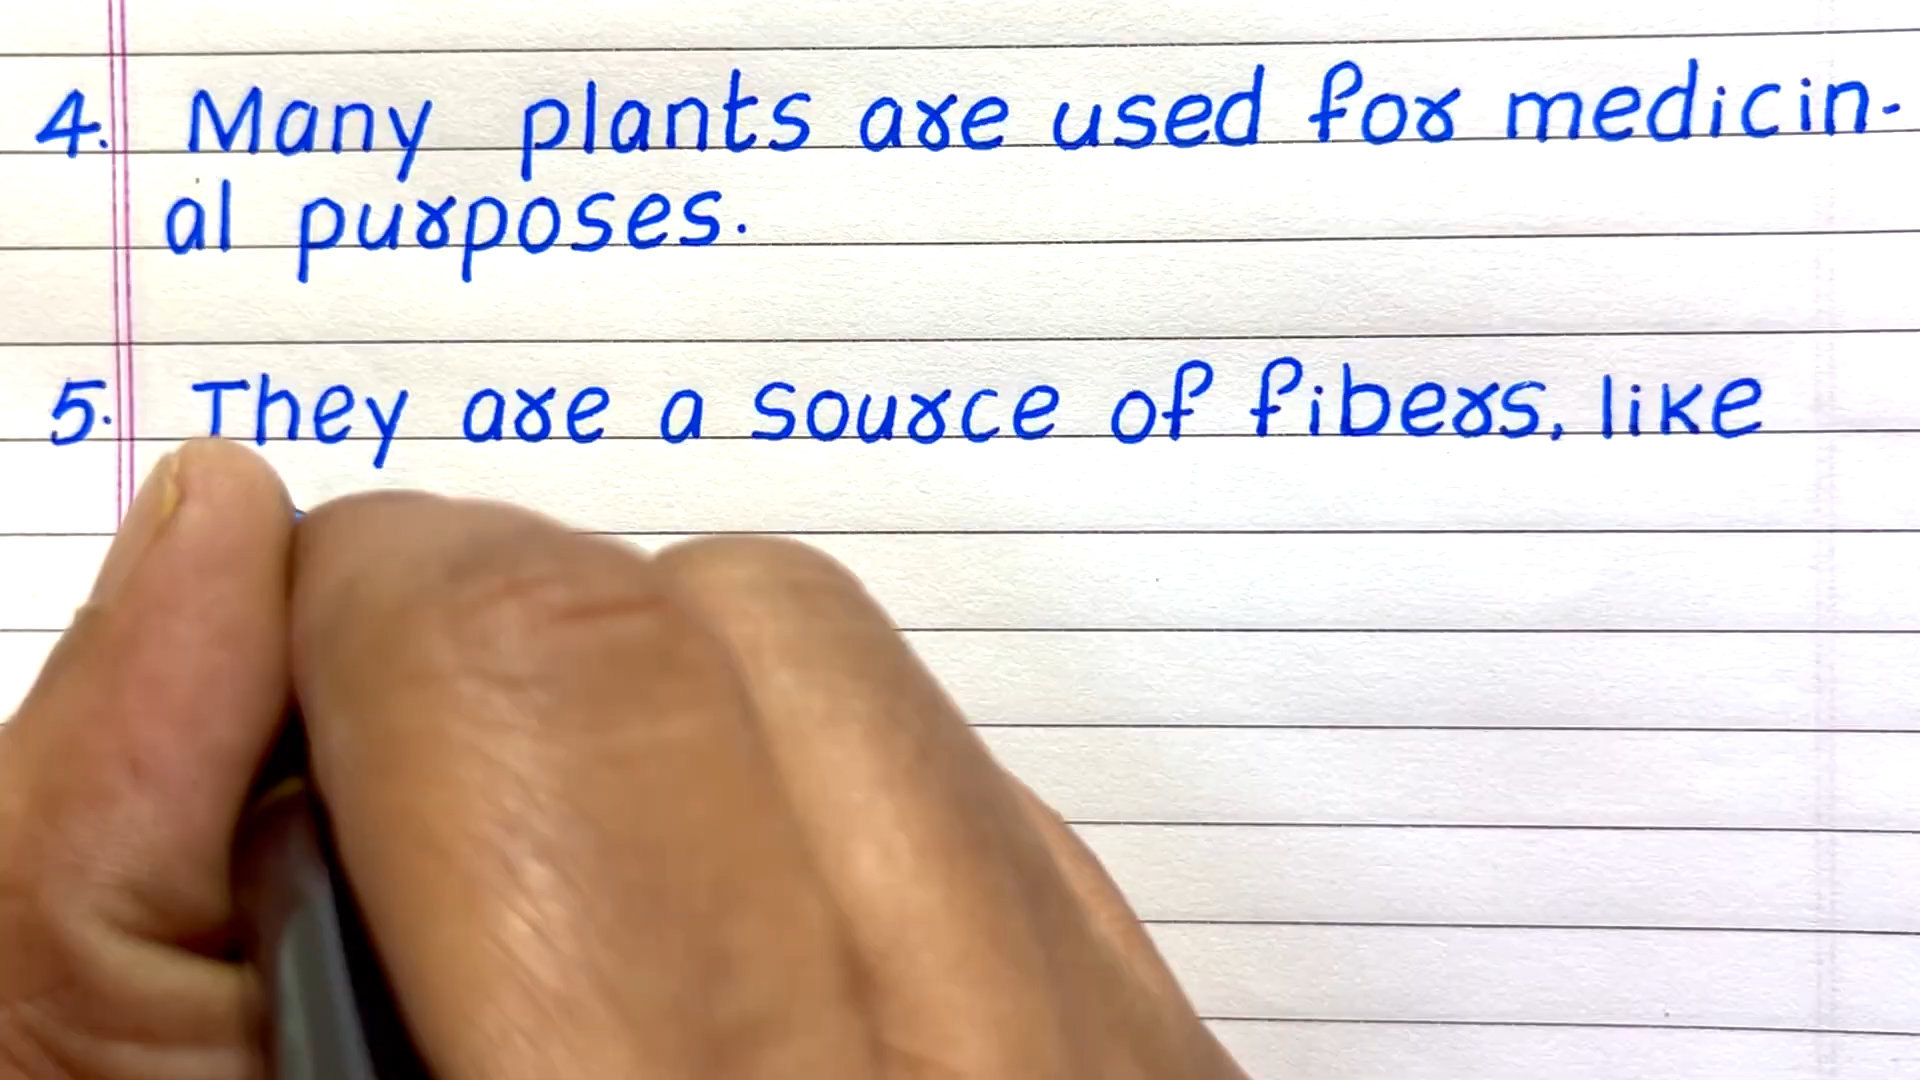 4. Many plants are used for medicin-
al purposes.
5. They are a source of fibers, like